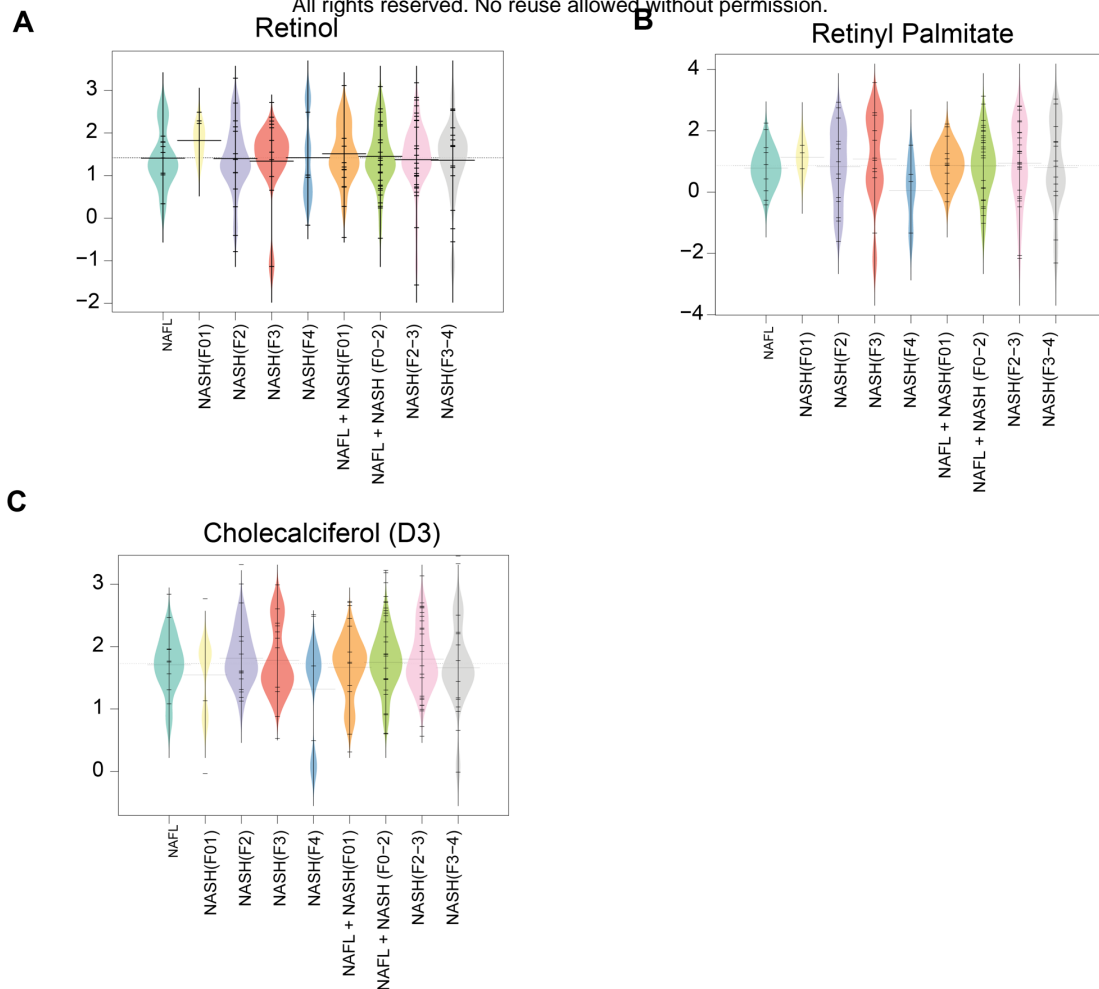 All rights reserved. No reuse allowed without permission.
A
Retinol
3
2
1
0
−1
−2
NAFL
NASH(F01)
NASH(F2)
NASH(F3)
NASH(F4)
NAFL + NASH(F01)
NAFL + NASH (F0−2)
NASH(F2−3)
NASH(F3−4)
B
Retinyl Palmitate
4
2
0
−2
−4
NAFL
NASH(F01)
NASH(F2)
NASH(F3)
NASH(F4)
NAFL + NASH(F01)
NAFL + NASH (F0−2)
NASH(F2−3)
NASH(F3−4)
C
Cholecalciferol (D3)
3
2
1
0
NAFL
NASH(F01)
NASH(F2)
NASH(F3)
NASH(F4)
NAFL + NASH(F01)
NAFL + NASH (F0−2)
NASH(F2−3)
NASH(F3−4)